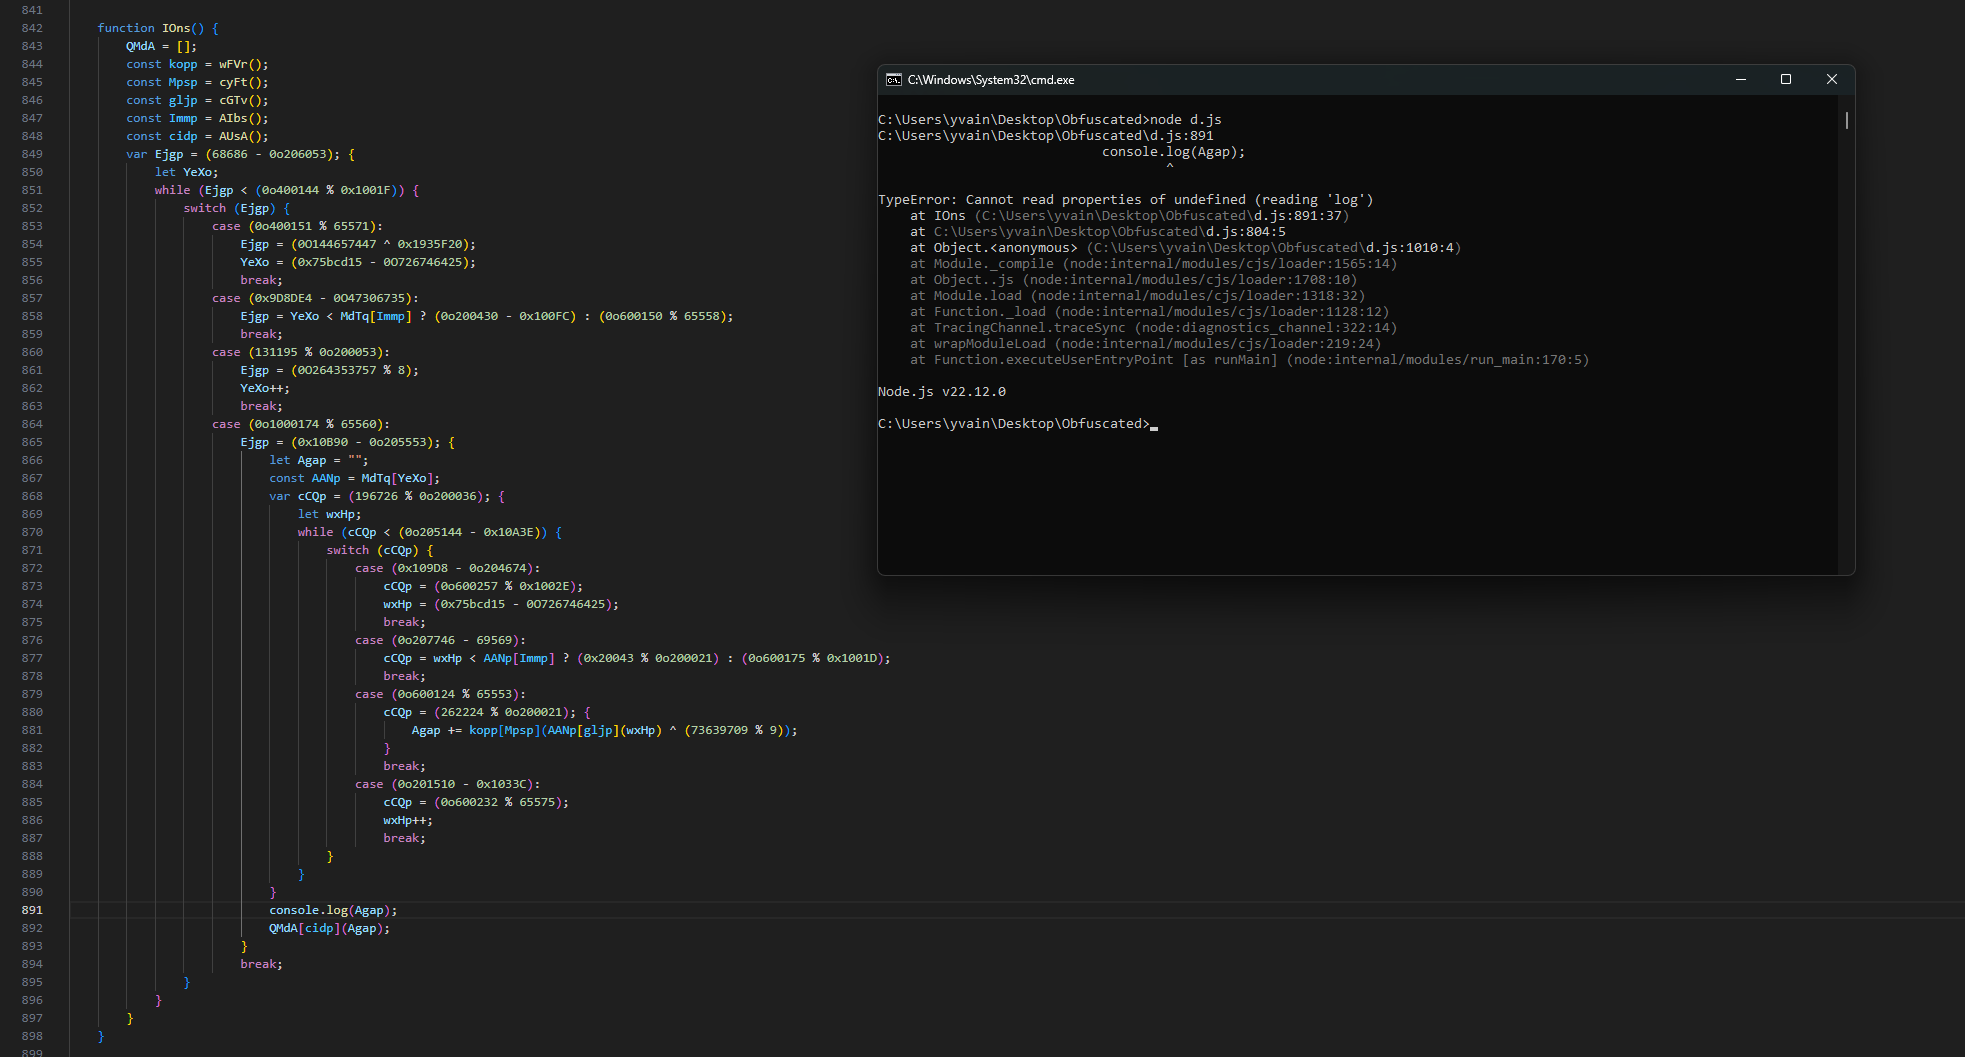 841
842 function IOns() {
843 QMdA = [];
844 const kopp = wFVr();
845 const Mpsp = cyFt();
846 const gljp = cGTv();
847 const Immp = AIbs();
848 const cidp = AUsA();
849 var Ejgp = (68686 - 0o206053); {
850 let YeXo;
851 while (Ejgp < (0o400144 % 0x1001F)) {
852 switch (Ejgp) {
853 case (0o400151 % 65571):
854 Ejgp = (0O144657447 ^ 0x1935F20);
855 YeXo = (0x75bcd15 - 0O726746425);
856 break;
857 case (0x9D8DE4 - 0O47306735):
858 Ejgp = YeXo < MdTq[Immp] ? (0o200430 - 0x100FC) : (0o600150 % 65558);
859 break;
860 case (131195 % 0o200053):
861 Ejgp = (0O264353757 % 8);
862 YeXo++;
863 break;
864 case (0o1000174 % 65560):
865 Ejgp = (0x10B90 - 0o205553); {
866 let Agap = "";
867 const AANp = MdTq[YeXo];
868 var cCQp = (196726 % 0o200036); {
869 let wxHp;
870 while (cCQp < (0o205144 - 0x10A3E)) {
871 switch (cCQp) {
872 case (0x109D8 - 0o204674):
873 cCQp = (0o600257 % 0x1002E);
874 wxHp = (0x75bcd15 - 0O726746425);
875 break;
876 case (0o207746 - 69569):
877 cCQp = wxHp < AANp[Immp] ? (0x20043 % 0o200021) : (0o600175 % 0x1001D);
878 break;
879 case (0o600124 % 65553):
880 cCQp = (262224 % 0o200021); {
881 Agap += kopp[Mpsp](AANp[gljp](wxHp) ^ (73639709 % 9));
882 }
883 break;
884 case (0o201510 - 0x1033C):
885 cCQp = (0o600232 % 65575);
886 wxHp++;
887 break;
888 }
889 }
890 }
891 console.log(Agap);
892 QMdA[cidp](Agap);
893 }
894 break;
895 }
896 }
897 }
898 }
899
C:\Windows\System32\cmd.exe
C:\Users\yvain\Desktop\Obfuscated>node d.js
C:\Users\yvain\Desktop\Obfuscated\d.js:891
console.log(Agap);
^
TypeError: Cannot read properties of undefined (reading 'log')
at IOns (C:\Users\yvain\Desktop\Obfuscated\d.js:891:37)
at C:\Users\yvain\Desktop\Obfuscated\d.js:804:5
at Object.<anonymous> (C:\Users\yvain\Desktop\Obfuscated\d.js:1010:4)
at Module._compile (node:internal/modules/cjs/loader:1565:14)
at Object..js (node:internal/modules/cjs/loader:1708:10)
at Module.load (node:internal/modules/cjs/loader:1318:32)
at Function._load (node:internal/modules/cjs/loader:1128:12)
at TracingChannel.traceSync (node:diagnostics_channel:322:14)
at wrapModuleLoad (node:internal/modules/cjs/loader:219:24)
at Function.executeUserEntryPoint [as runMain] (node:internal/modules/run_main:170:5)
Node.js v22.12.0
C:\Users\yvain\Desktop\Obfuscated>